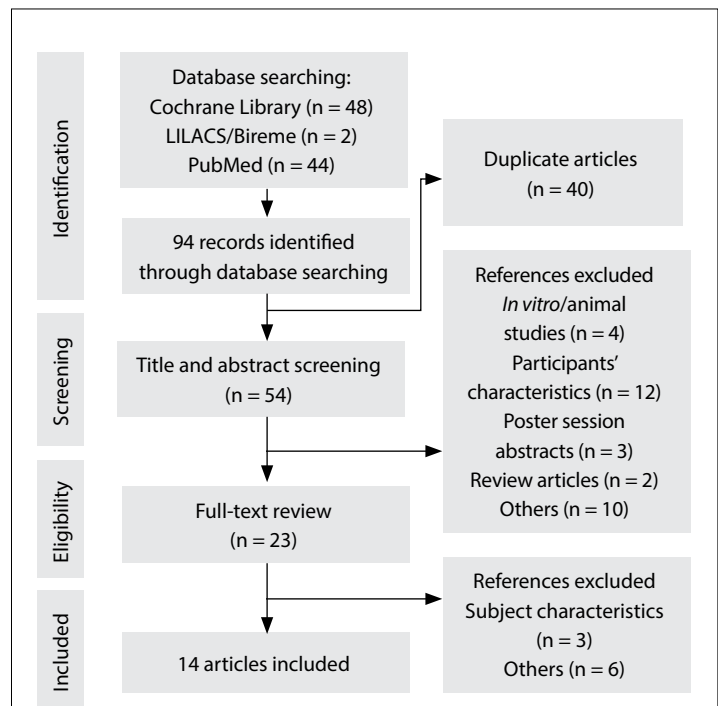 Identification
Database searching:
Cochrane Library (n = 48)
LILACS/Bireme (n = 2)
PubMed (n = 44)
94 records identified
through database searching
Duplicate articles
(n = 40)
Screening
Title and abstract screening
(n = 54)
References excluded
In vitro/animal
studies (n = 4)
Participants’
characteristics (n = 12)
Poster session
abstracts (n = 3)
Review articles (n = 2)
Others (n = 10)
Eligibility
Full-text review
(n = 23)
References excluded
Subject characteristics
(n = 3)
Others (n = 6)
Included
14 articles included